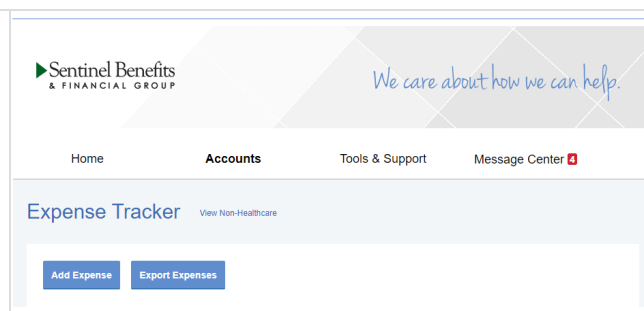 Sentinel Benefits
& FINANCIAL GROUP
We care about how we can help.
Home Accounts Tools & Support Message Center 4
Expense Tracker View Non-Healthcare
Add Expense Export Expenses